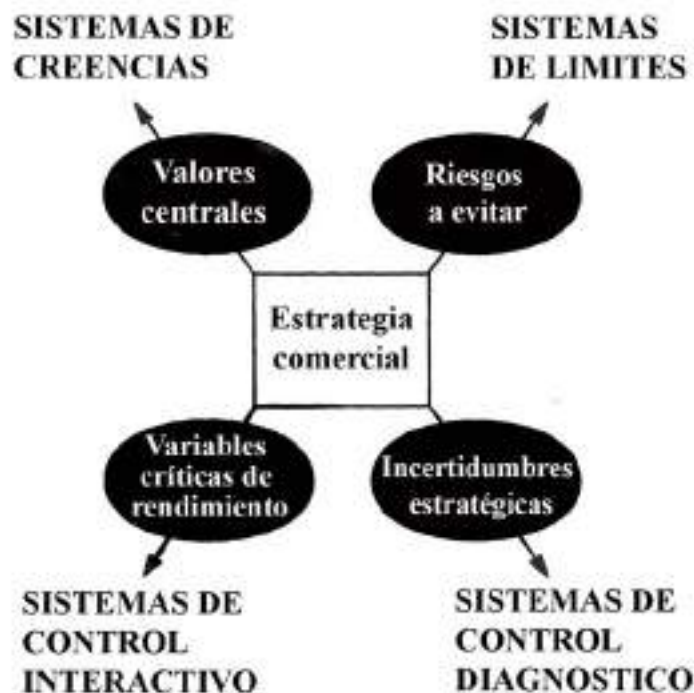 SISTEMAS DE
CREENCIAS
SISTEMAS
DE LIMITES
Valores
centrales
Riesgos
a evitar
Estrategia
comercial
Variables
críticas de
rendimiento
Incertidumbres
estratégicas
SISTEMAS DE
CONTROL
INTERACTIVO
SISTEMAS DE
CONTROL
DIAGNOSTICO